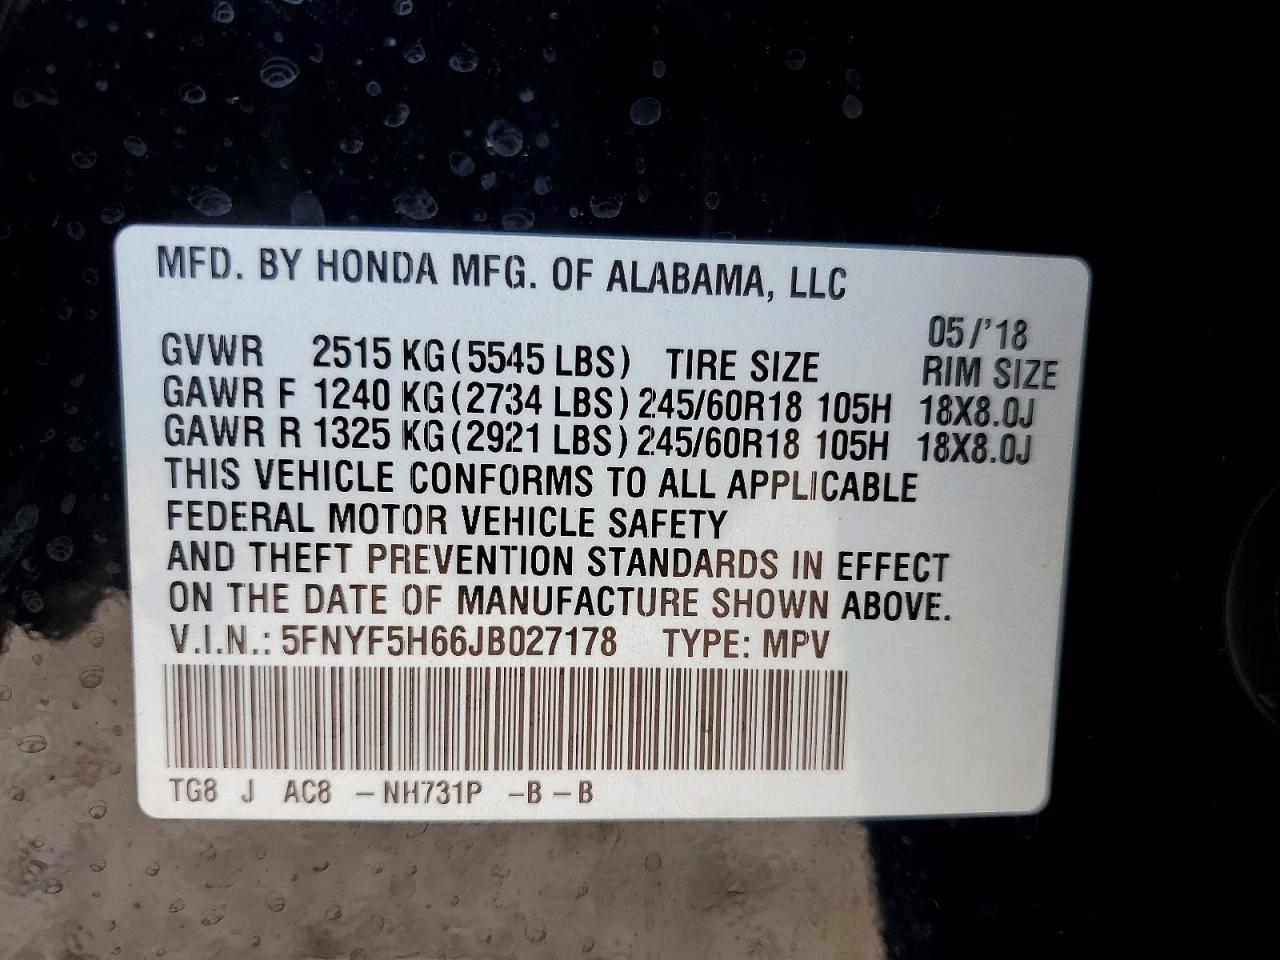 MFD. BY HONDA MFG. OF ALABAMA, LLC
05/'18
GVWR 2515 KG (5545 LBS) TIRE SIZE RIM SIZE
GAWR F 1240 KG (2734 LBS) 245/60R18 105H 18X8.0J
GAWR R 1325 KG (2921 LBS) 245/60R18 105H 18X8.0J
THIS VEHICLE CONFORMS TO ALL APPLICABLE
FEDERAL MOTOR VEHICLE SAFETY
AND THEFT PREVENTION STANDARDS IN EFFECT
ON THE DATE OF MANUFACTURE SHOWN ABOVE.
V.I.N.: 5FNYF5H66JB027178 TYPE: MPV
TG8 J AC8 -NH731P -B -B